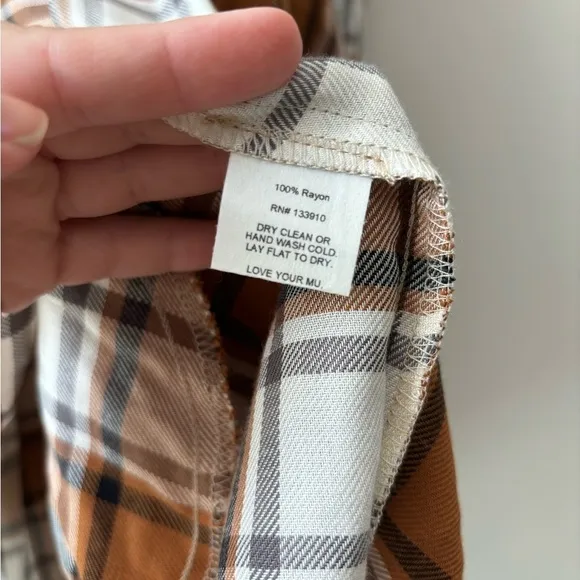 100% Rayon
RN# 133910
DRY CLEAN OR
HAND WASH COLD.
LAY FLAT TO DRY.
LOVE YOUR MU